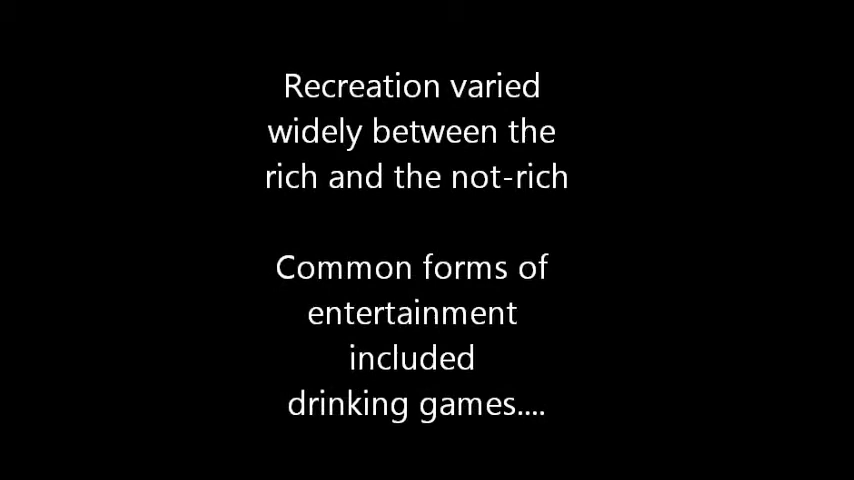 Recreation varied
widely between the
rich and the not-rich
Common forms of
entertainment
included
drinking games....